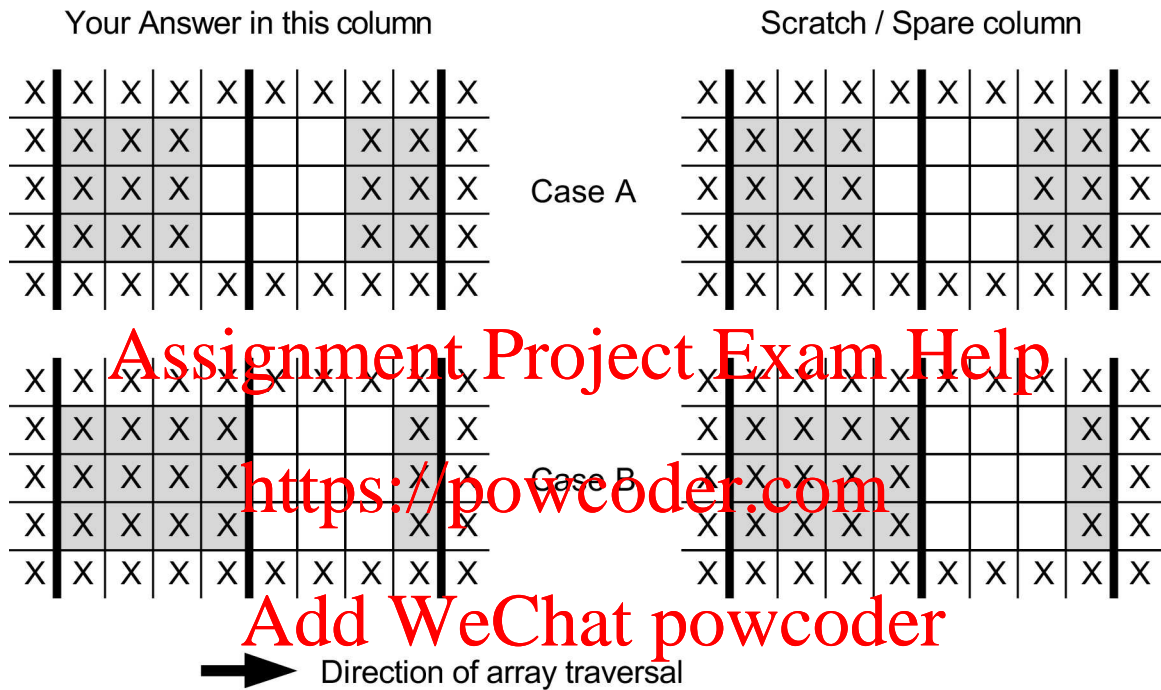 Your Answer in this column Scratch / Spare column
X X X X X X X X X X X X X X X X X X X X
X X X X X X X X X X X X X X
X X X X X X Case A X X X X X X X X
X X X X X X X X X X X X X X
X X X X X X X X X X X X X X X X X X X X
Assignment Project Exam Help
X X X X X X X X X X X X X X X X X X X X
X X X X X X X X X X X X X X
X X X X X X X Case B X X X X X X X
https://powcoder.com
X X X X X X X X X X X X X X
X X X X X X X X X X X X X X X X X X X X
Add WeChat powcoder
Direction of array traversal